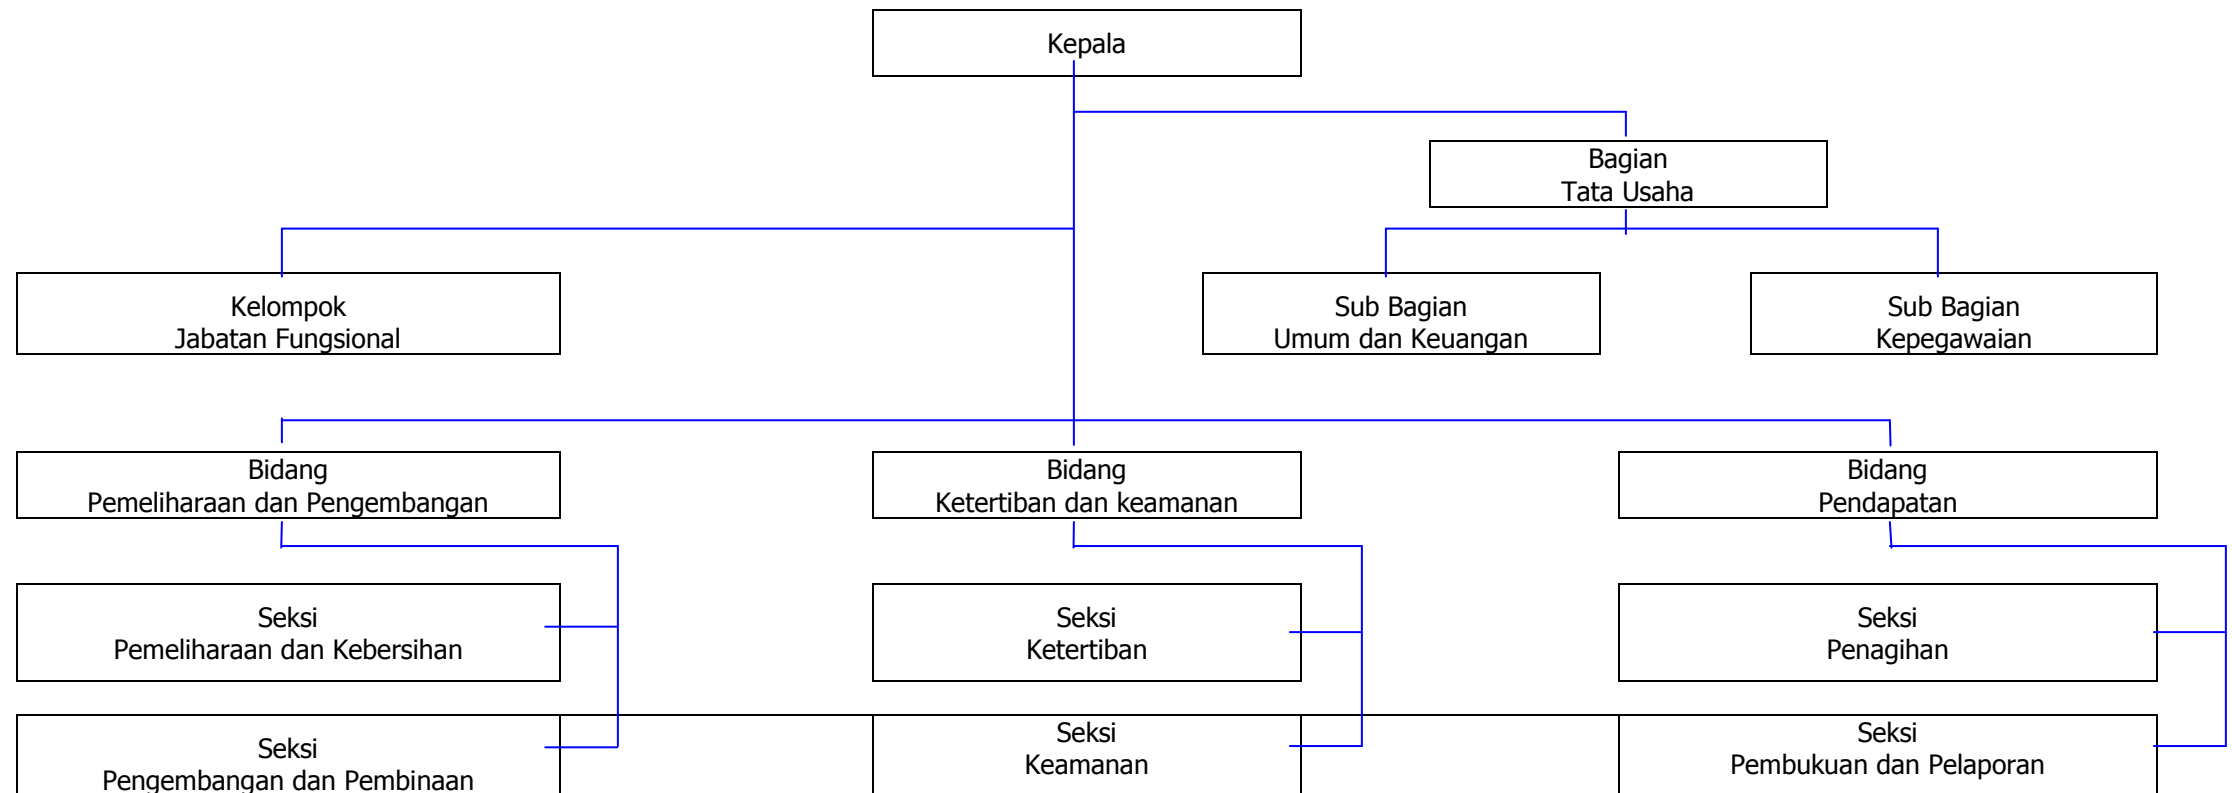 Kepala
Bagian
Tata Usaha
Kelompok
Jabatan Fungsional
Sub Bagian
Umum dan Keuangan
Sub Bagian
Kepegawaian
Bidang
Pemeliharaan dan Pengembangan
Bidang
Ketertiban dan keamanan
Bidang
Pendapatan
Seksi
Pemeliharaan dan Kebersihan
Seksi
Ketertiban
Seksi
Penagihan
Seksi
Pengembangan dan Pembinaan
Seksi
Keamanan
Seksi
Pembukuan dan Pelaporan